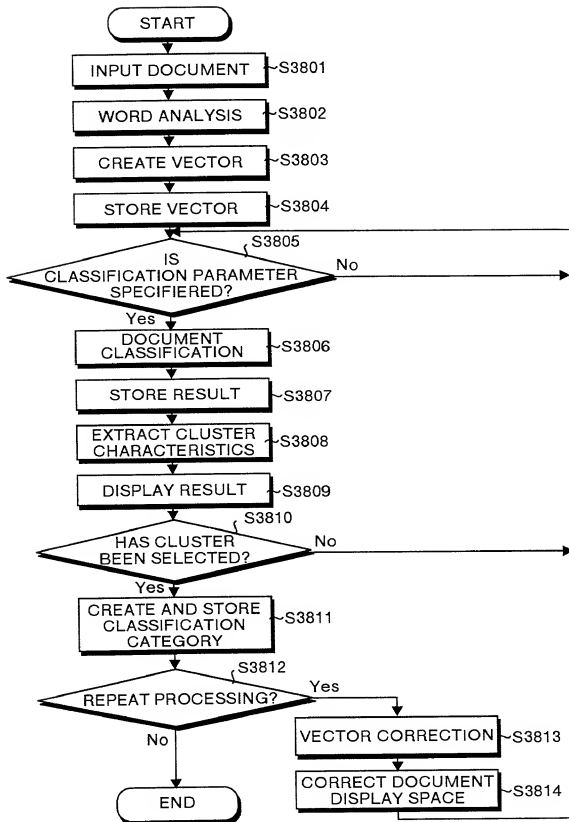 START
INPUT DOCUMENT
S3801
WORD ANALYSIS
S3802
CREATE VECTOR
S3803
STORE VECTOR
S3804
S3805
IS
CLASSIFICATION PARAMETER
SPECIFIERED?
No
Yes
DOCUMENT
CLASSIFICATION
S3806
STORE RESULT
S3807
EXTRACT CLUSTER
CHARACTERISTICS
S3808
DISPLAY RESULT
S3809
S3810
HAS CLUSTER
BEEN SELECTED?
No
Yes
CREATE AND STORE
CLASSIFICATION
CATEGORY
S3811
S3812
REPEAT PROCESSING?
Yes
No
VECTOR CORRECTION
S3813
CORRECT DOCUMENT
DISPLAY SPACE
S3814
END